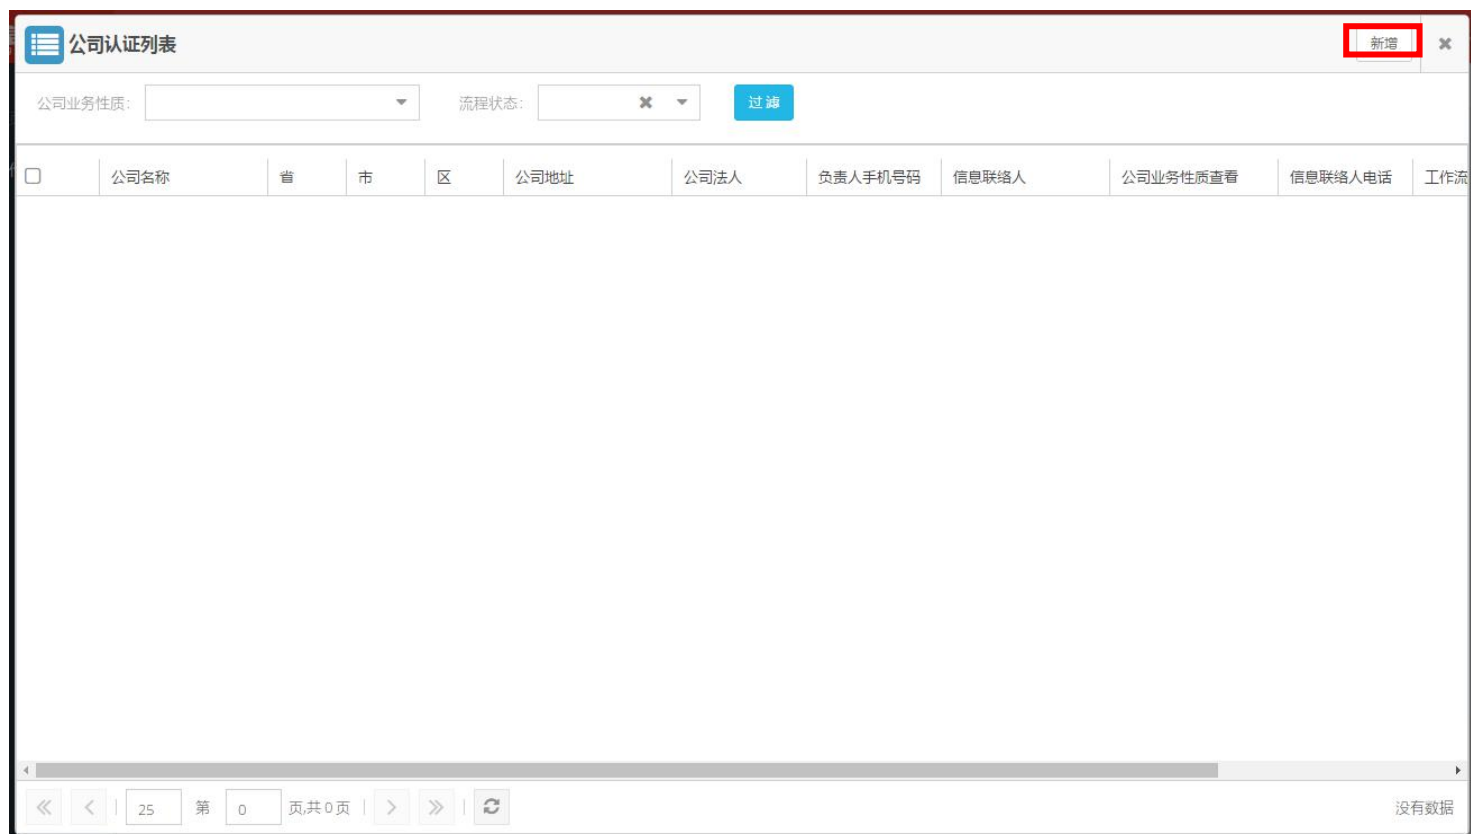 公司认证列表 新增
公司业务性质: 流程状态: 过滤
公司名称 省 市 区 公司地址 公司法人 负责人手机号码 信息联络人 公司业务性质查看 信息联络人电话 工作流
25 第 0 页,共0页 没有数据